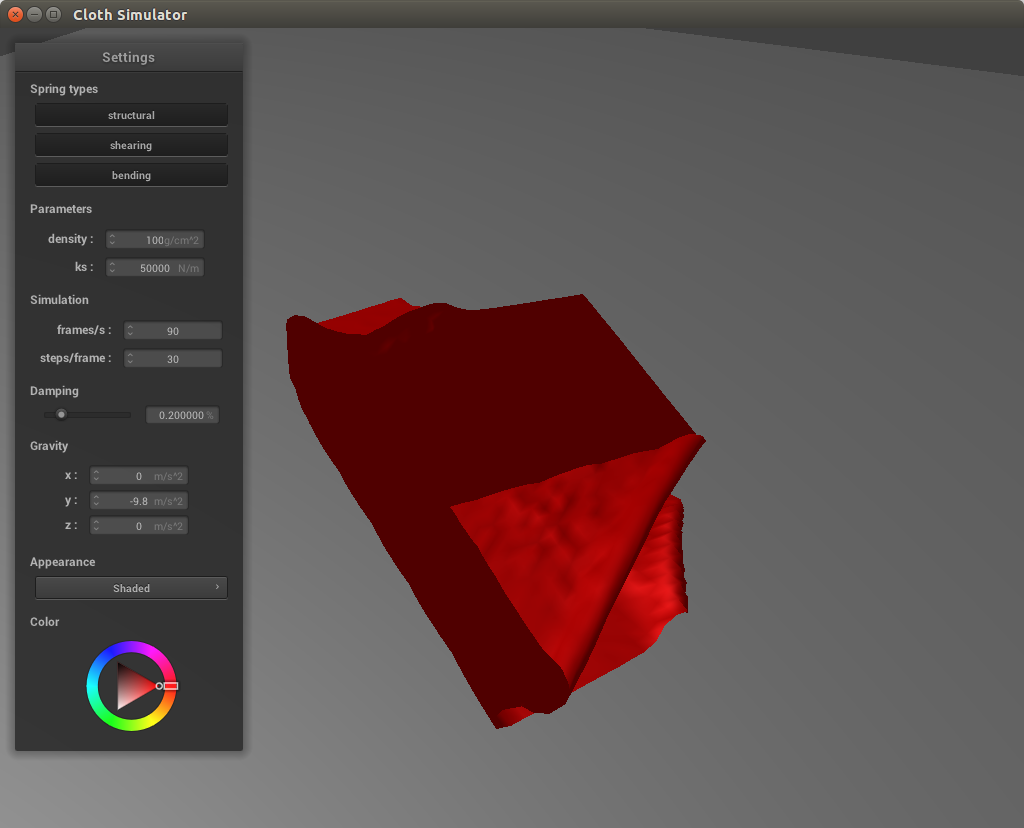 Cloth Simulator
Settings
Spring types
structural
shearing
bending
Parameters
density : 100g/cm^2
ks : 50000 N/m
Simulation
frames/s : 90
steps/frame : 30
Damping
0.200000 %
Gravity
x : 0 m/s^2
y : -9.8 m/s^2
z : 0 m/s^2
Appearance
Shaded
Color